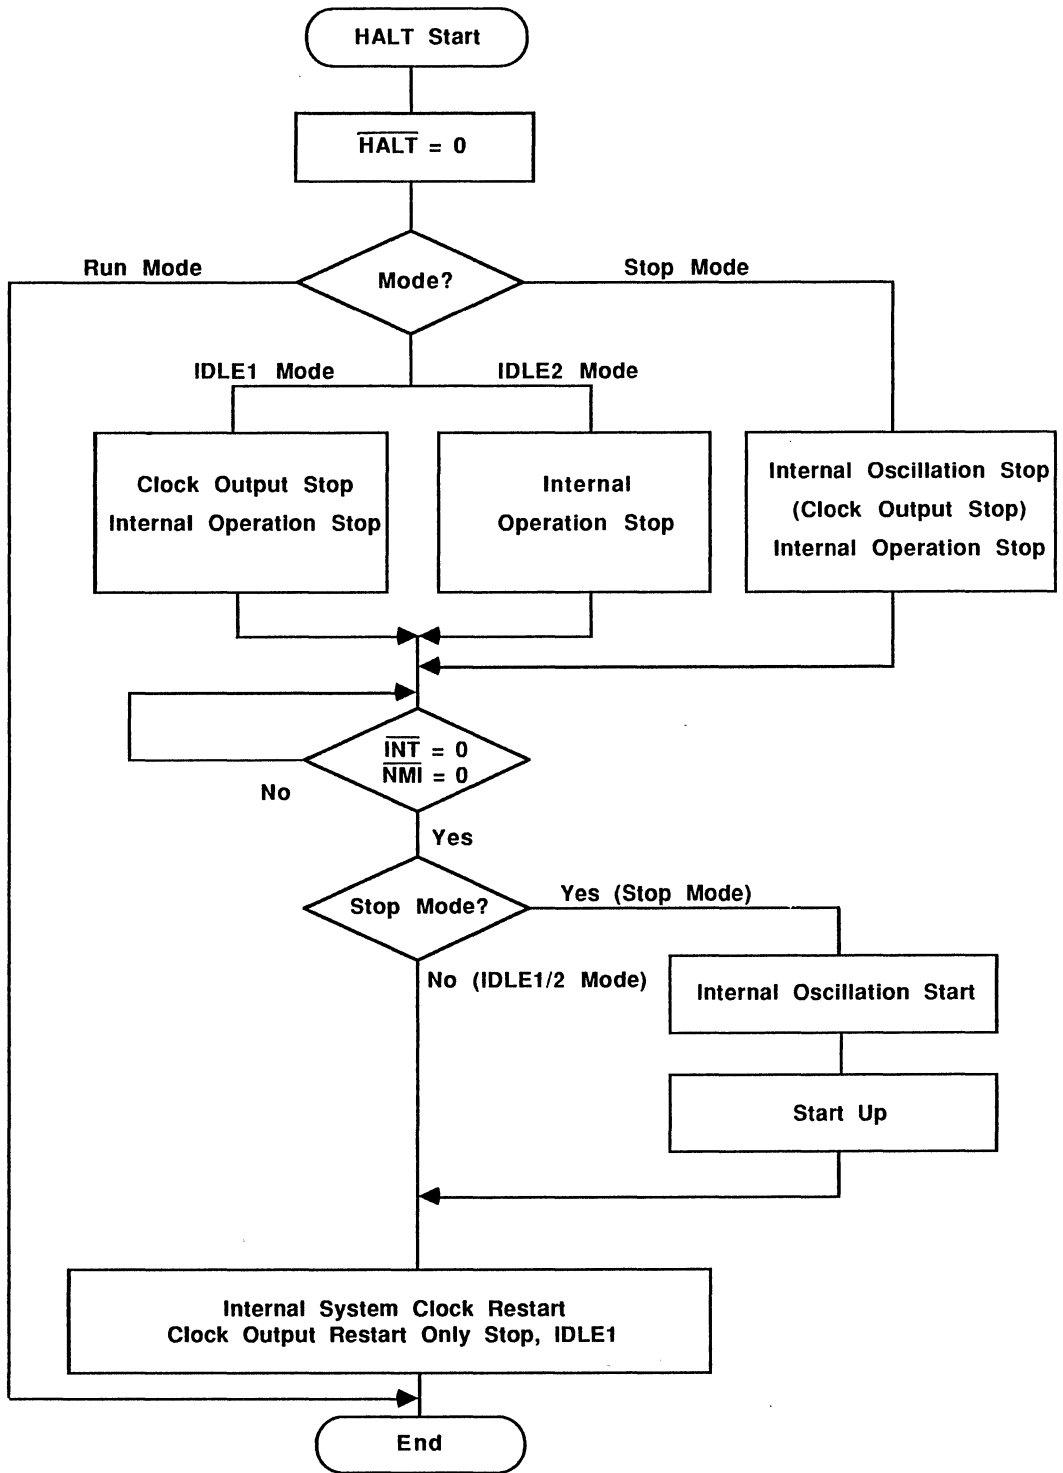 HALT Start
HALT = 0
Mode?
Run Mode
Stop Mode
IDLE1 Mode
IDLE2 Mode
Clock Output Stop
Internal Operation Stop
Internal
Operation Stop
Internal Oscillation Stop
(Clock Output Stop)
Internal Operation Stop
INT = 0
NMI = 0
No
Yes
Stop Mode?
Yes (Stop Mode)
No (IDLE1/2 Mode)
Internal Oscillation Start
Start Up
Internal System Clock Restart
Clock Output Restart Only Stop, IDLE1
End